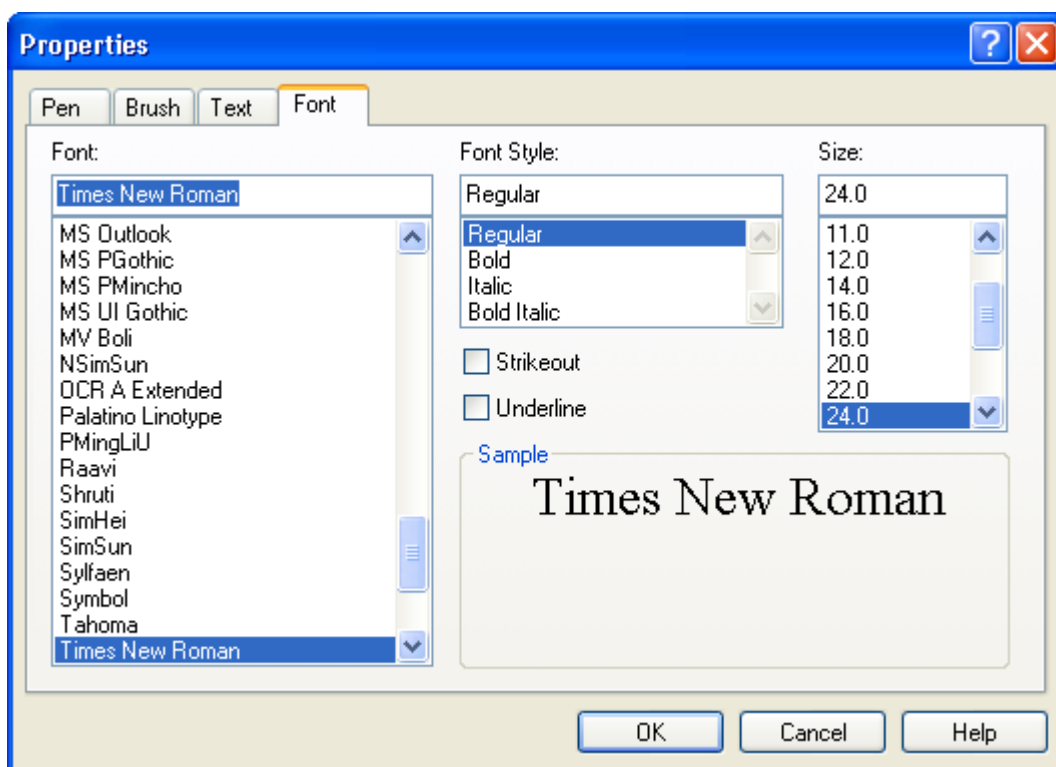 Properties
Pen Brush Text Font
Font: Font Style: Size:
Times New Roman Regular 24.0
MS Outlook
MS PGothic
MS PMincho
MS UI Gothic
MV Boli
NSimSun
OCR A Extended
Palatino Linotype
PMingLiU
Raavi
Shruti
SimHei
SimSun
Sylfaen
Symbol
Tahoma
Times New Roman
Regular
Bold
Italic
Bold Italic
Strikeout
Underline
11.0
12.0
14.0
16.0
18.0
20.0
22.0
24.0
Sample
Times New Roman
OK Cancel Help